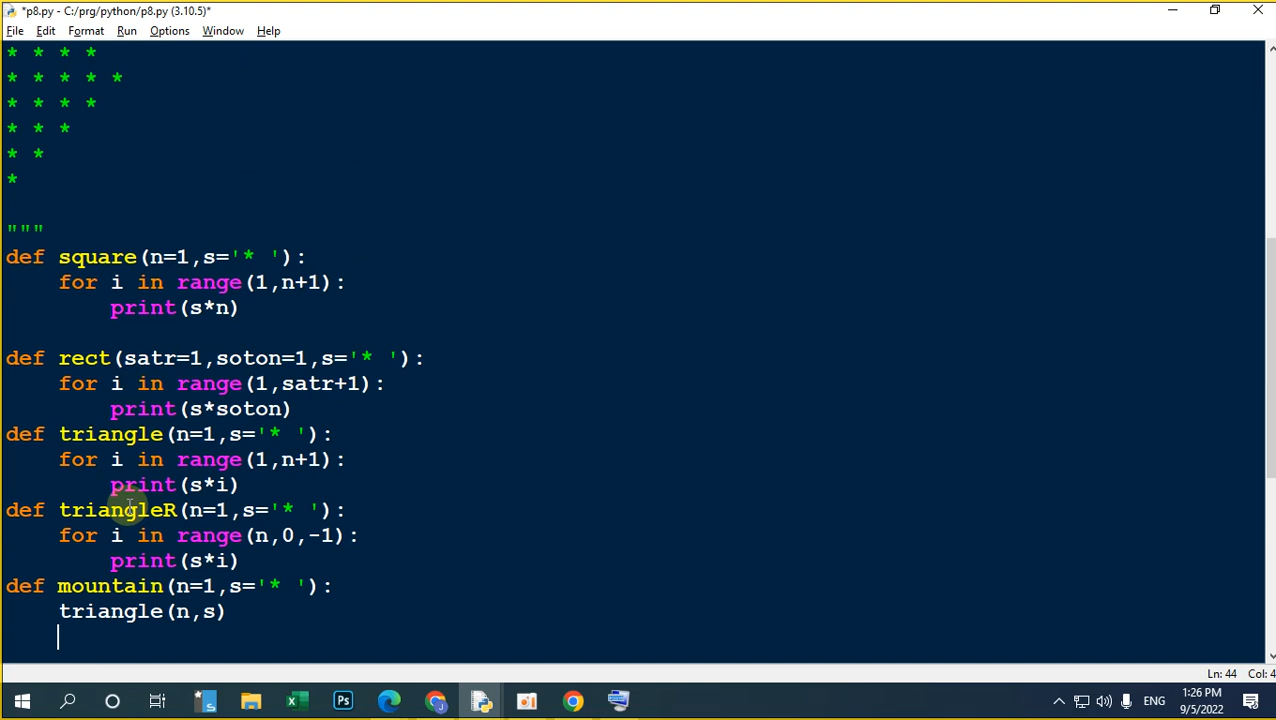 *p8.py - C:/prg/python/p8.py (3.10.5)*
File Edit Format Run Options Window Help
* * * *
* * * * *
* * * *
* * *
* *
*
"""
def square(n=1,s='* '):
    for i in range(1,n+1):
        print(s*n)
def rect(satr=1,soton=1,s='* '):
    for i in range(1,satr+1):
        print(s*soton)
def triangle(n=1,s='* '):
    for i in range(1,n+1):
        print(s*i)
def triangleR(n=1,s='* '):
    for i in range(n,0,-1):
        print(s*i)
def mountain(n=1,s='* '):
    triangle(n,s)
Ln: 44 Col: 4
ENG
1:26 PM
9/5/2022